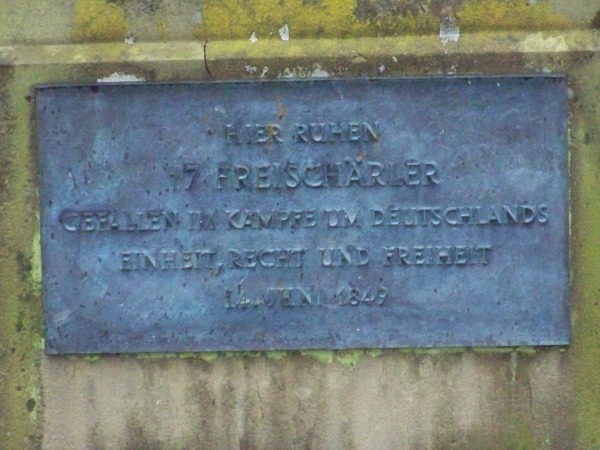 HIER RUHEN
17 FREISCHÄRLER
GEFALLEN IM KAMPFE UM DEUTSCHLANDS
EINHEIT, RECHT UND FREIHEIT
14. JUNI 1849